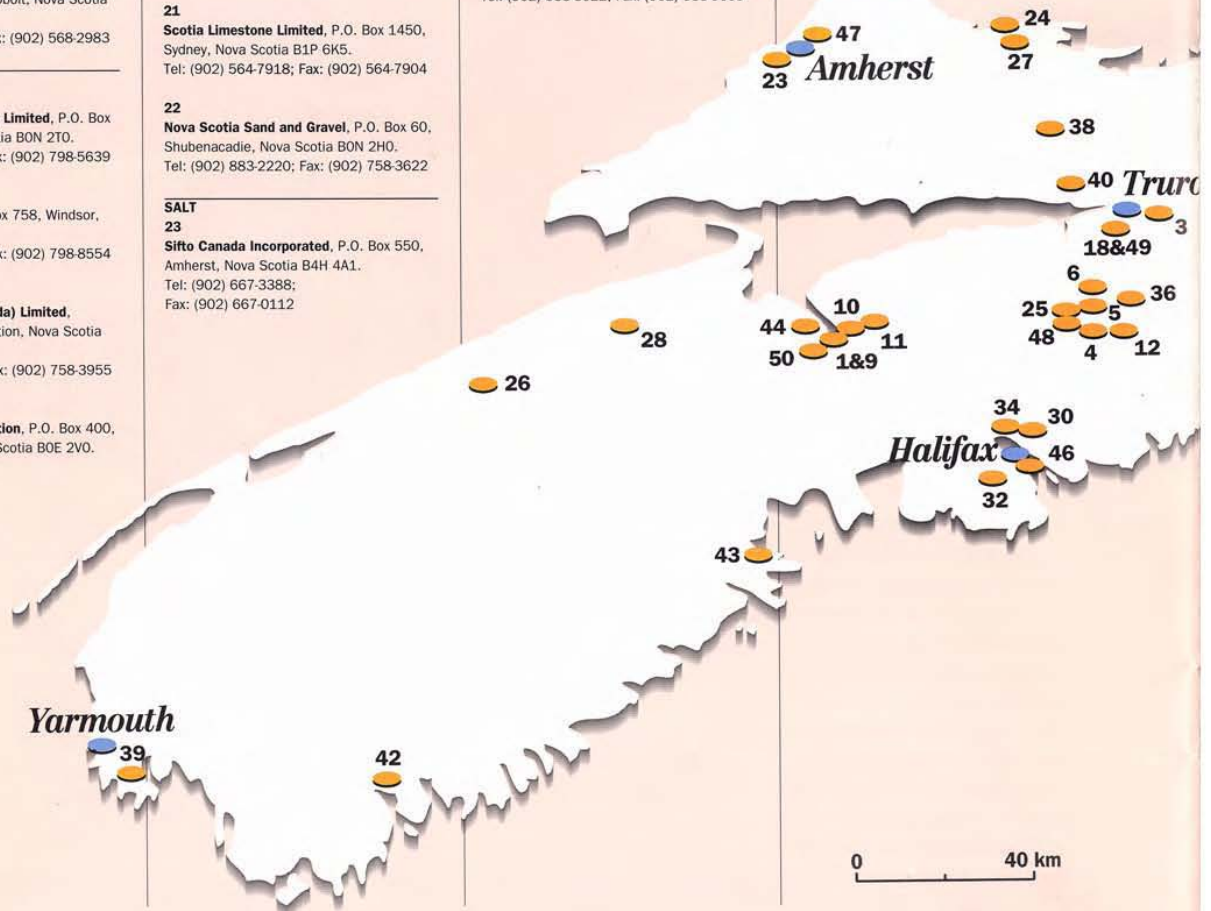 : (902) 568-2983
Limited, P.O. Box
ia B0N 2T0.
: (902) 798-5639
x 758, Windsor,
: (902) 798-8554
da) Limited,
tion, Nova Scotia
: (902) 758-3955
tion, P.O. Box 400,
Scotia B0E 2V0.
21
Scotia Limestone Limited, P.O. Box 1450,
Sydney, Nova Scotia B1P 6K5.
Tel: (902) 564-7918; Fax: (902) 564-7904
22
Nova Scotia Sand and Gravel, P.O. Box 60,
Shubenacadie, Nova Scotia B0N 2H0.
Tel: (902) 883-2220; Fax: (902) 758-3622
SALT
23
Sifto Canada Incorporated, P.O. Box 550,
Amherst, Nova Scotia B4H 4A1.
Tel: (902) 667-3388;
Fax: (902) 667-0112
24
47
27
23
Amherst
38
40
Truro
3
18&49
6
36
25
5
48
4
12
10
44
11
50
1&9
28
26
34
30
Halifax
46
32
43
Yarmouth
39
42
0
40 km